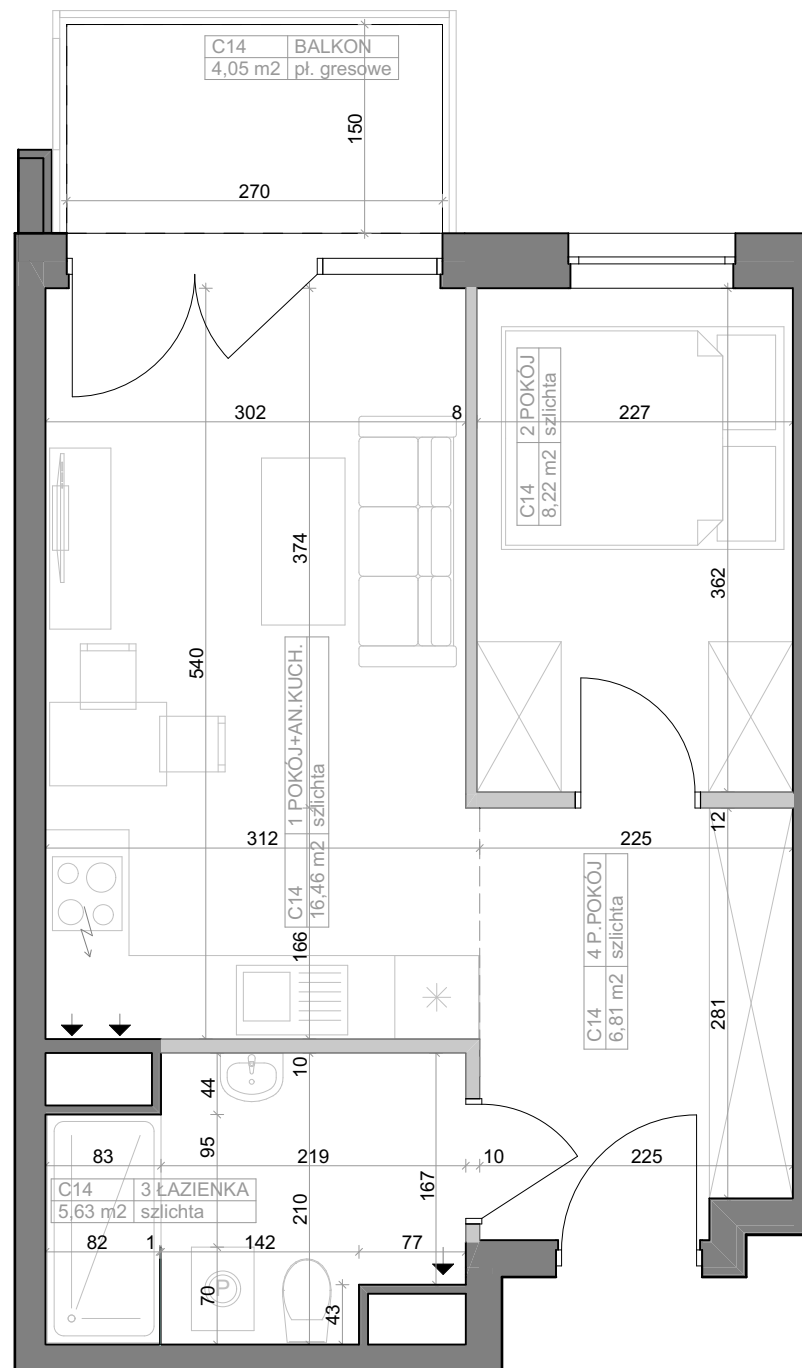 C14 BALKON
4,05 m2 pł. gresowe
150
270
302
8
227
C14 2 POKÓJ
8,22 m2 szlichta
374
362
540
C14 1 POKÓJ+AN.KUCH.
16,46 m2 szlichta
312
225
12
166
C14 4 P.POKÓJ
6,81 m2 szlichta
281
10
44
95
83
219
10
225
167
210
C14 3 ŁAZIENKA
5,63 m2 szlichta
82
1
142
77
70
P
43